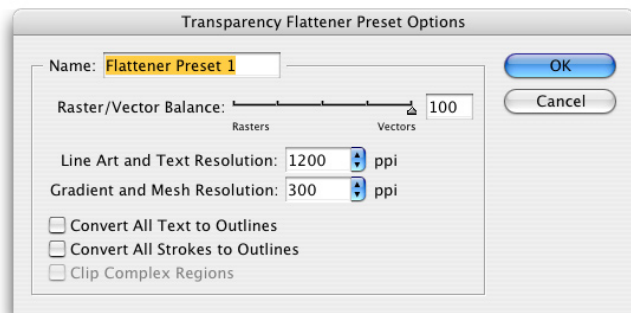 Transparency Flattener Preset Options
Name: Flattener Preset 1
OK
Raster/Vector Balance: 100
Rasters Vectors
Cancel
Line Art and Text Resolution: 1200 ppi
Gradient and Mesh Resolution: 300 ppi
Convert All Text to Outlines
Convert All Strokes to Outlines
Clip Complex Regions